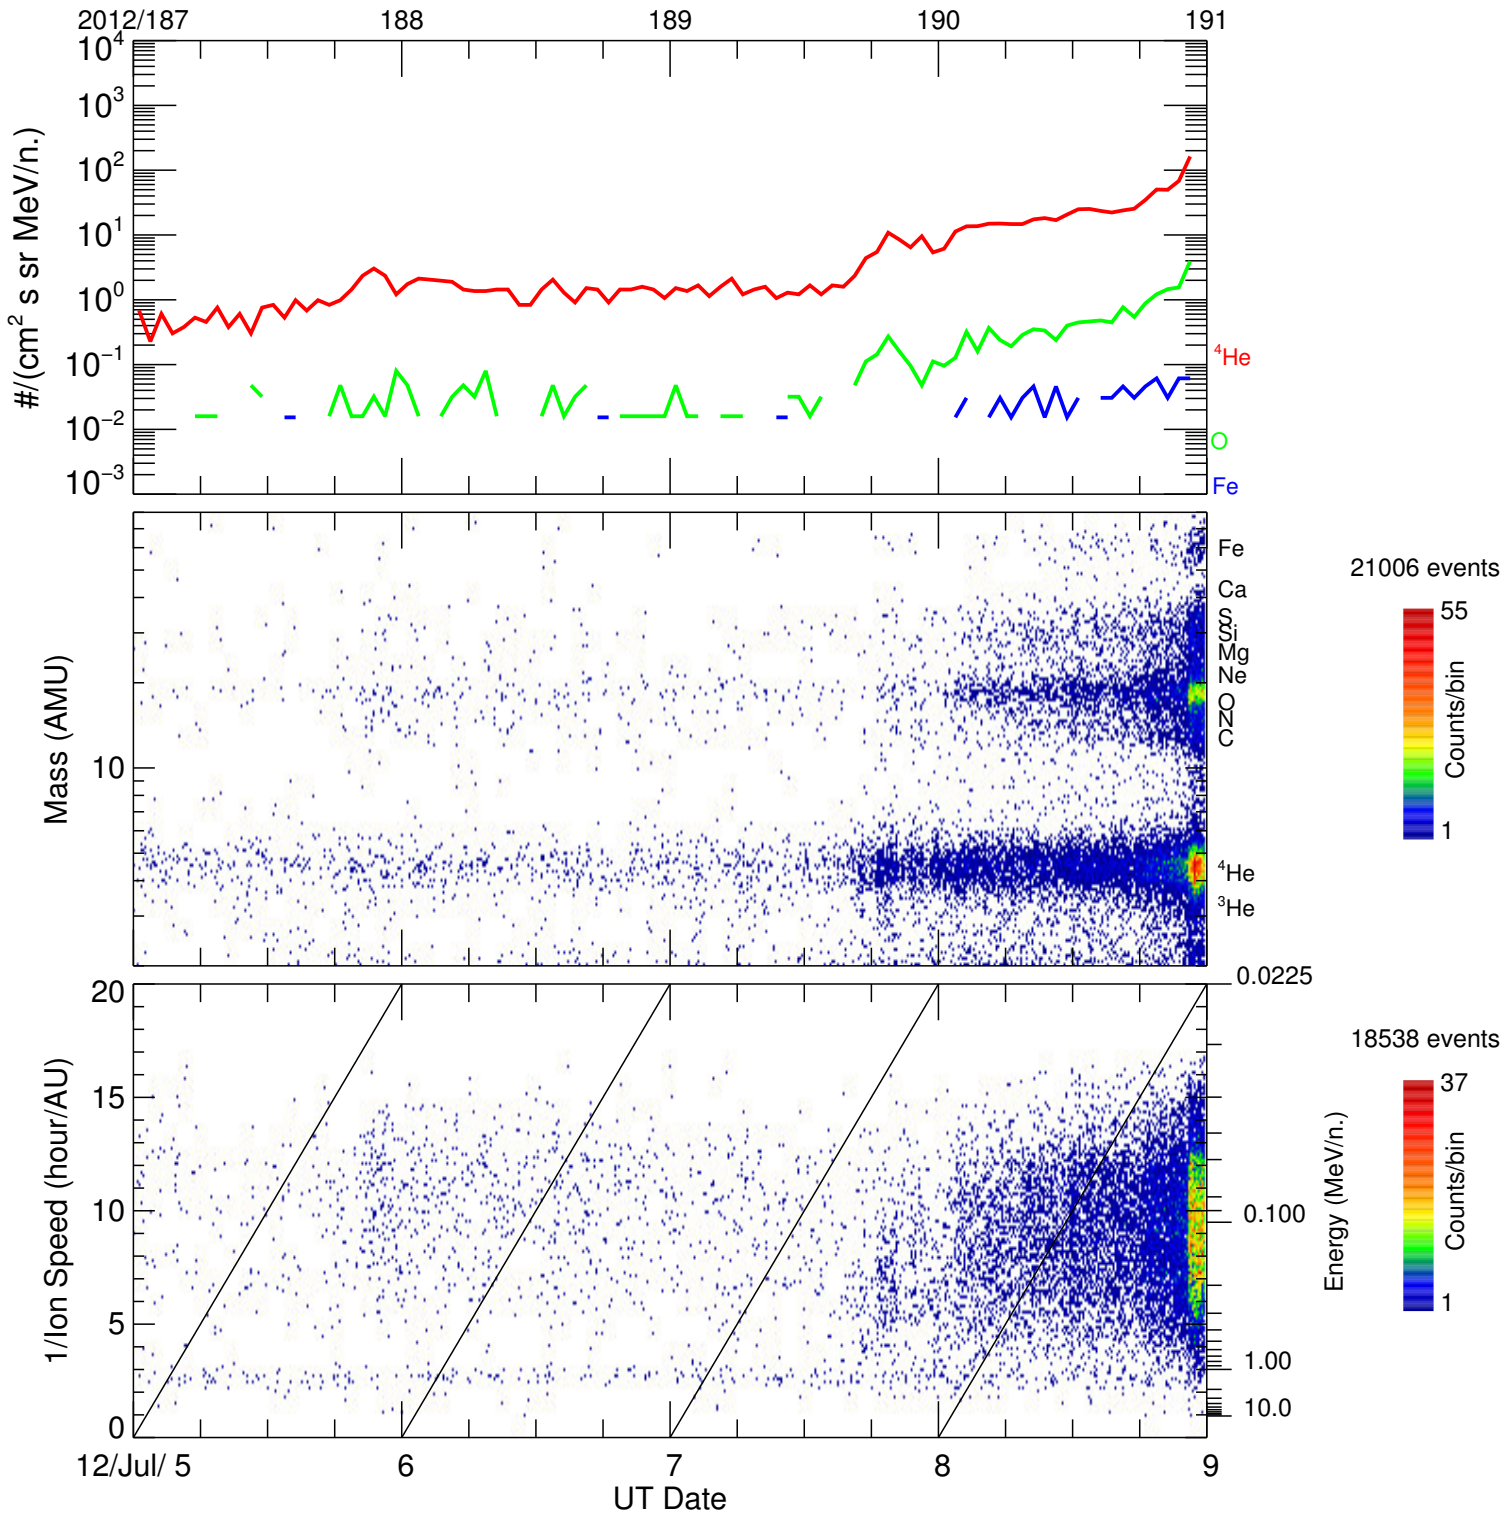 2012/187 188 189 190 191
10^4
10^3
10^2
10^1
10^0
10^−1
10^−2
10^−3
#/(cm^2 s sr MeV/n.)
^4He
O
Fe
Mass (AMU)
10
Fe
Ca
S
Si
Mg
Ne
O
N
C
^4He
^3He
21006 events
55
Counts/bin
1
1/Ion Speed (hour/AU)
20
15
10
5
0
0.0225
0.100
1.00
10.0
Energy (MeV/n.)
18538 events
37
Counts/bin
1
12/Jul/ 5 6 7 8 9
UT Date